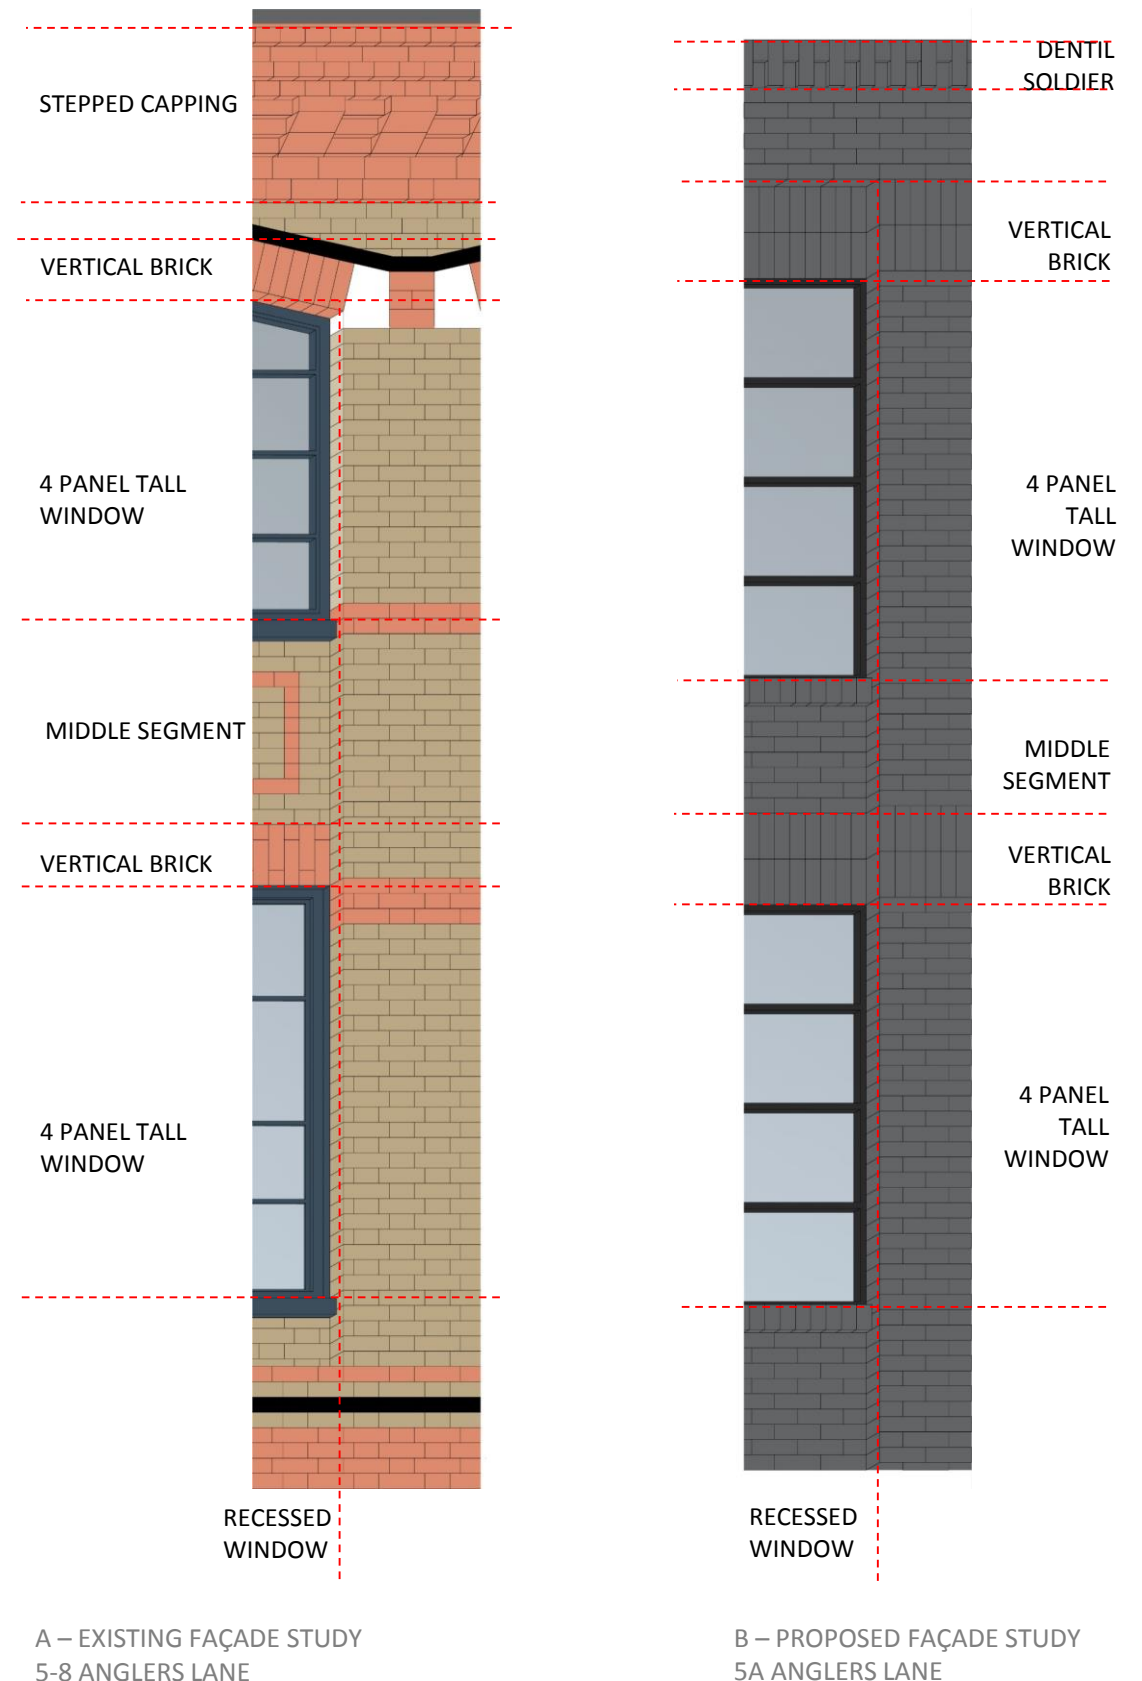 STEPPED CAPPING
VERTICAL BRICK
4 PANEL TALL
WINDOW
MIDDLE SEGMENT
VERTICAL BRICK
4 PANEL TALL
WINDOW
RECESSED
WINDOW
A – EXISTING FAÇADE STUDY
5-8 ANGLERS LANE
DENTIL
SOLDIER
VERTICAL
BRICK
4 PANEL
TALL
WINDOW
MIDDLE
SEGMENT
VERTICAL
BRICK
4 PANEL
TALL
WINDOW
RECESSED
WINDOW
B – PROPOSED FAÇADE STUDY
5A ANGLERS LANE